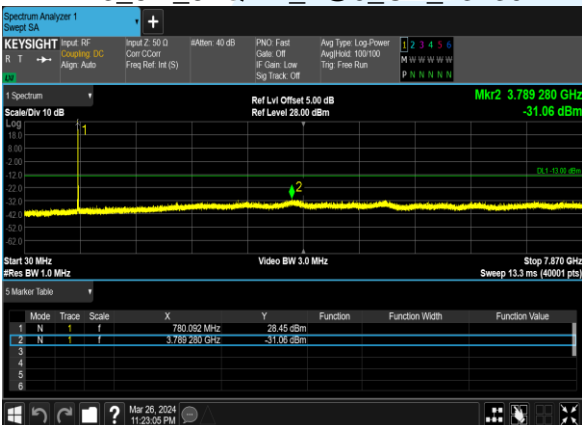 Spectrum Analyzer 1
Swept SA
+
KEYSIGHT
R T
LM
Input: RF
Coupling: DC
Align: Auto
Input Z: 50 Ω
Corr CCorr
Freq Ref: Int (S)
#Atten: 40 dB
PNO: Fast
Gate: Off
IF Gain: Low
Sig Track: Off
Avg Type: Log-Power
Avg|Hold: 100/100
Trig: Free Run
1 2 3 4 5 6
M W W W W W
P N N N N N
1 Spectrum
Scale/Div 10 dB
Ref Lvl Offset 5.00 dB
Ref Level 28.00 dBm
Mkr2 3.789 280 GHz
-31.06 dBm
Log
18.0
8.00
-2.00
-12.0
-22.0
-32.0
-42.0
-52.0
-62.0
1
2
DL1 -13.00 dBm
Start 30 MHz
#Res BW 1.0 MHz
Video BW 3.0 MHz
Stop 7.870 GHz
Sweep 13.3 ms (40001 pts)
5 Marker Table
Mode Trace Scale X Y Function Function Width Function Value
1 N 1 f 780.092 MHz 28.45 dBm
2 N 1 f 3.789 280 GHz -31.06 dBm
3
4
5
6
?
Mar 26, 2024
11:23:05 PM